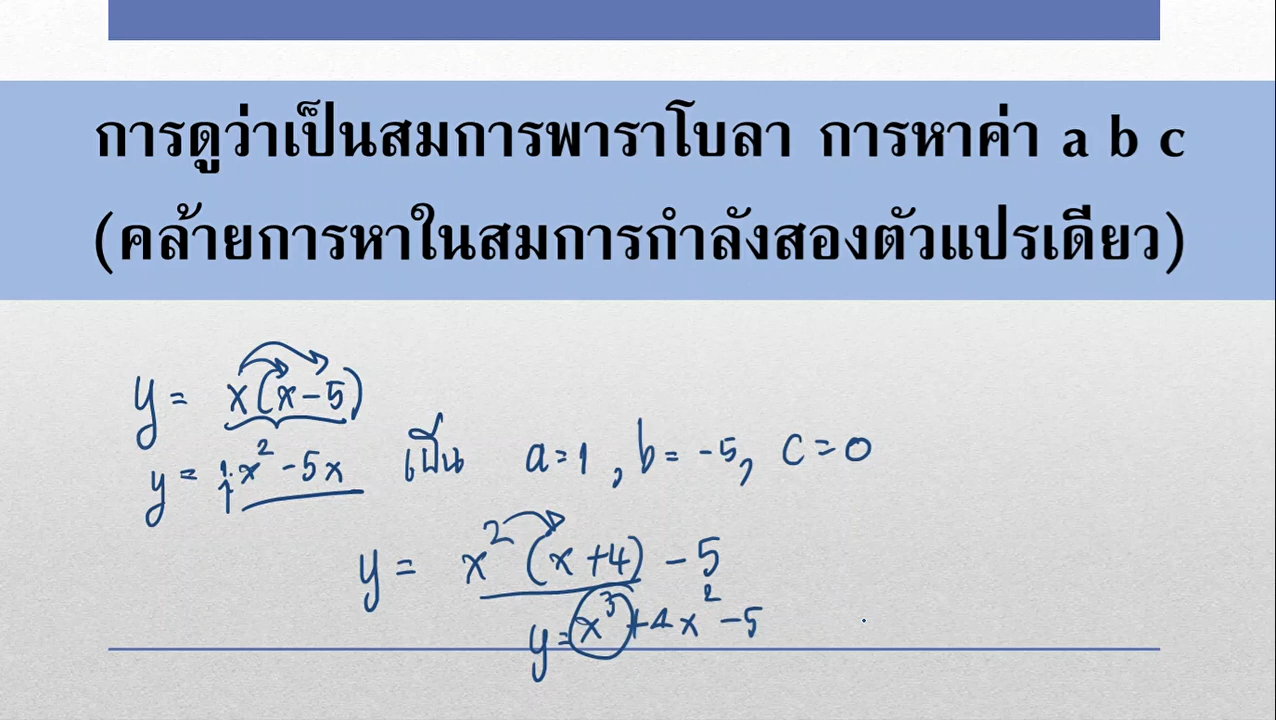 การดูว่าเป็นสมการพาราโบลา การหาค่า a b c
(คล้ายการหาในสมการกำลังสองตัวแปรเดียว)
y = x(x-5)
y = 1·x² -5x เป็น a=1, b=-5, c=0
y = x²(x+4) -5
y=x³+4x²-5